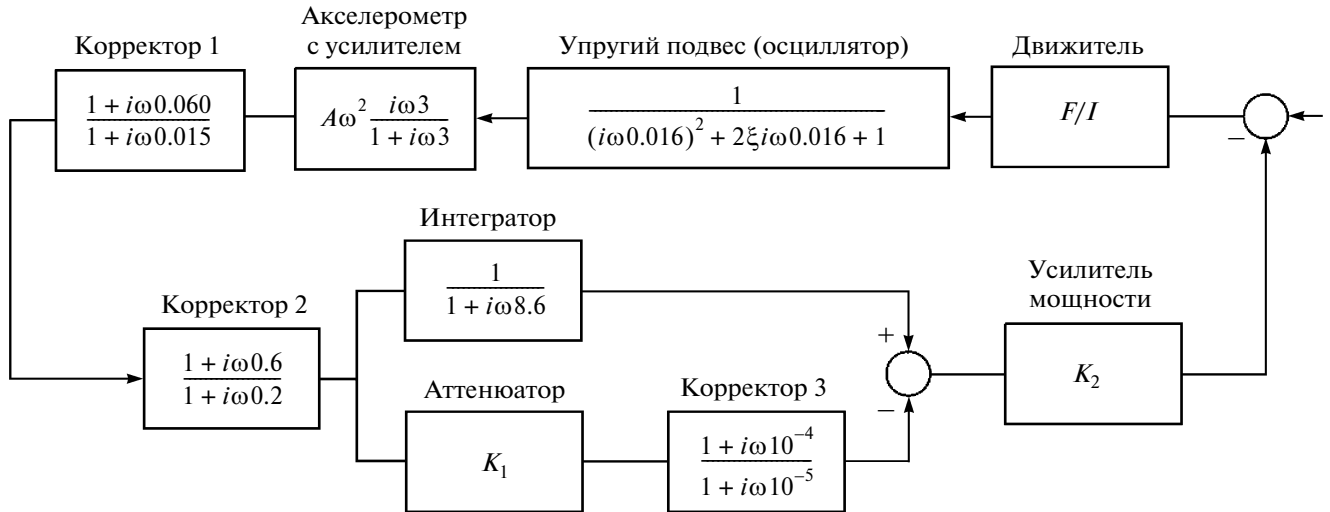 Корректор 1
1 + iω0.060
1 + iω0.015
Акселерометр
с усилителем
Aω² iω3
1 + iω3
Упругий подвес (осциллятор)
1
(iω0.016)² + 2ξiω0.016 + 1
Движитель
F/I
−
Корректор 2
1 + iω0.6
1 + iω0.2
Интегратор
1
1 + iω8.6
Аттенюатор
K₁
Корректор 3
1 + iω10⁻⁴
1 + iω10⁻⁵
+
−
Усилитель
мощности
K₂